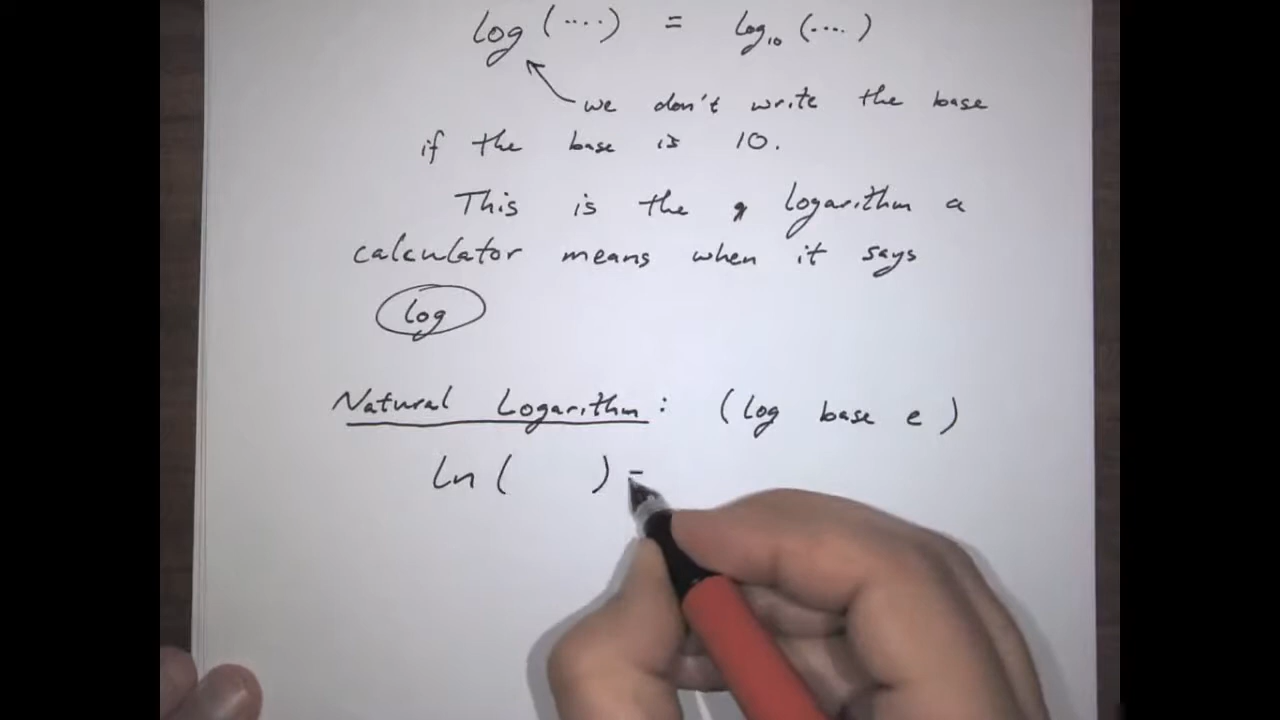 log (....) = log₁₀ (....)
we don't write the base
if the base is 10.
This is the logarithm a
calculator means when it says
log
Natural Logarithm: (log base e)
ln ( ) =